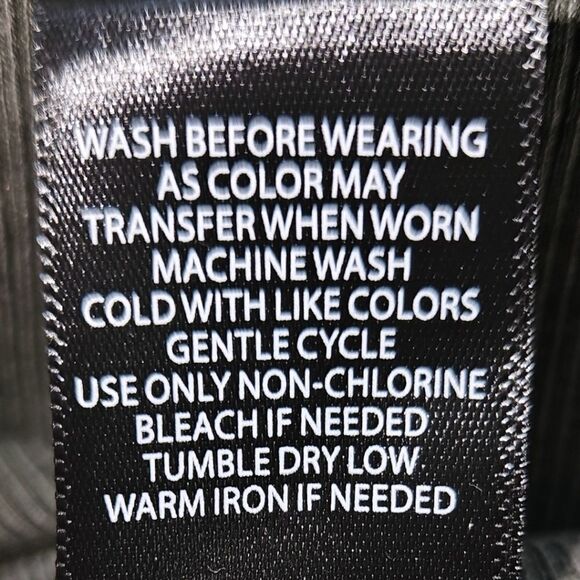 WASH BEFORE WEARING
AS COLOR MAY
TRANSFER WHEN WORN
MACHINE WASH
COLD WITH LIKE COLORS
GENTLE CYCLE
USE ONLY NON-CHLORINE
BLEACH IF NEEDED
TUMBLE DRY LOW
WARM IRON IF NEEDED